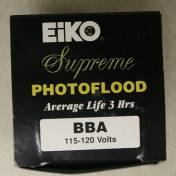 EiKO
Supreme
PHOTOFLOOD
Average Life 3 Hrs
BBA
115-120 Volts